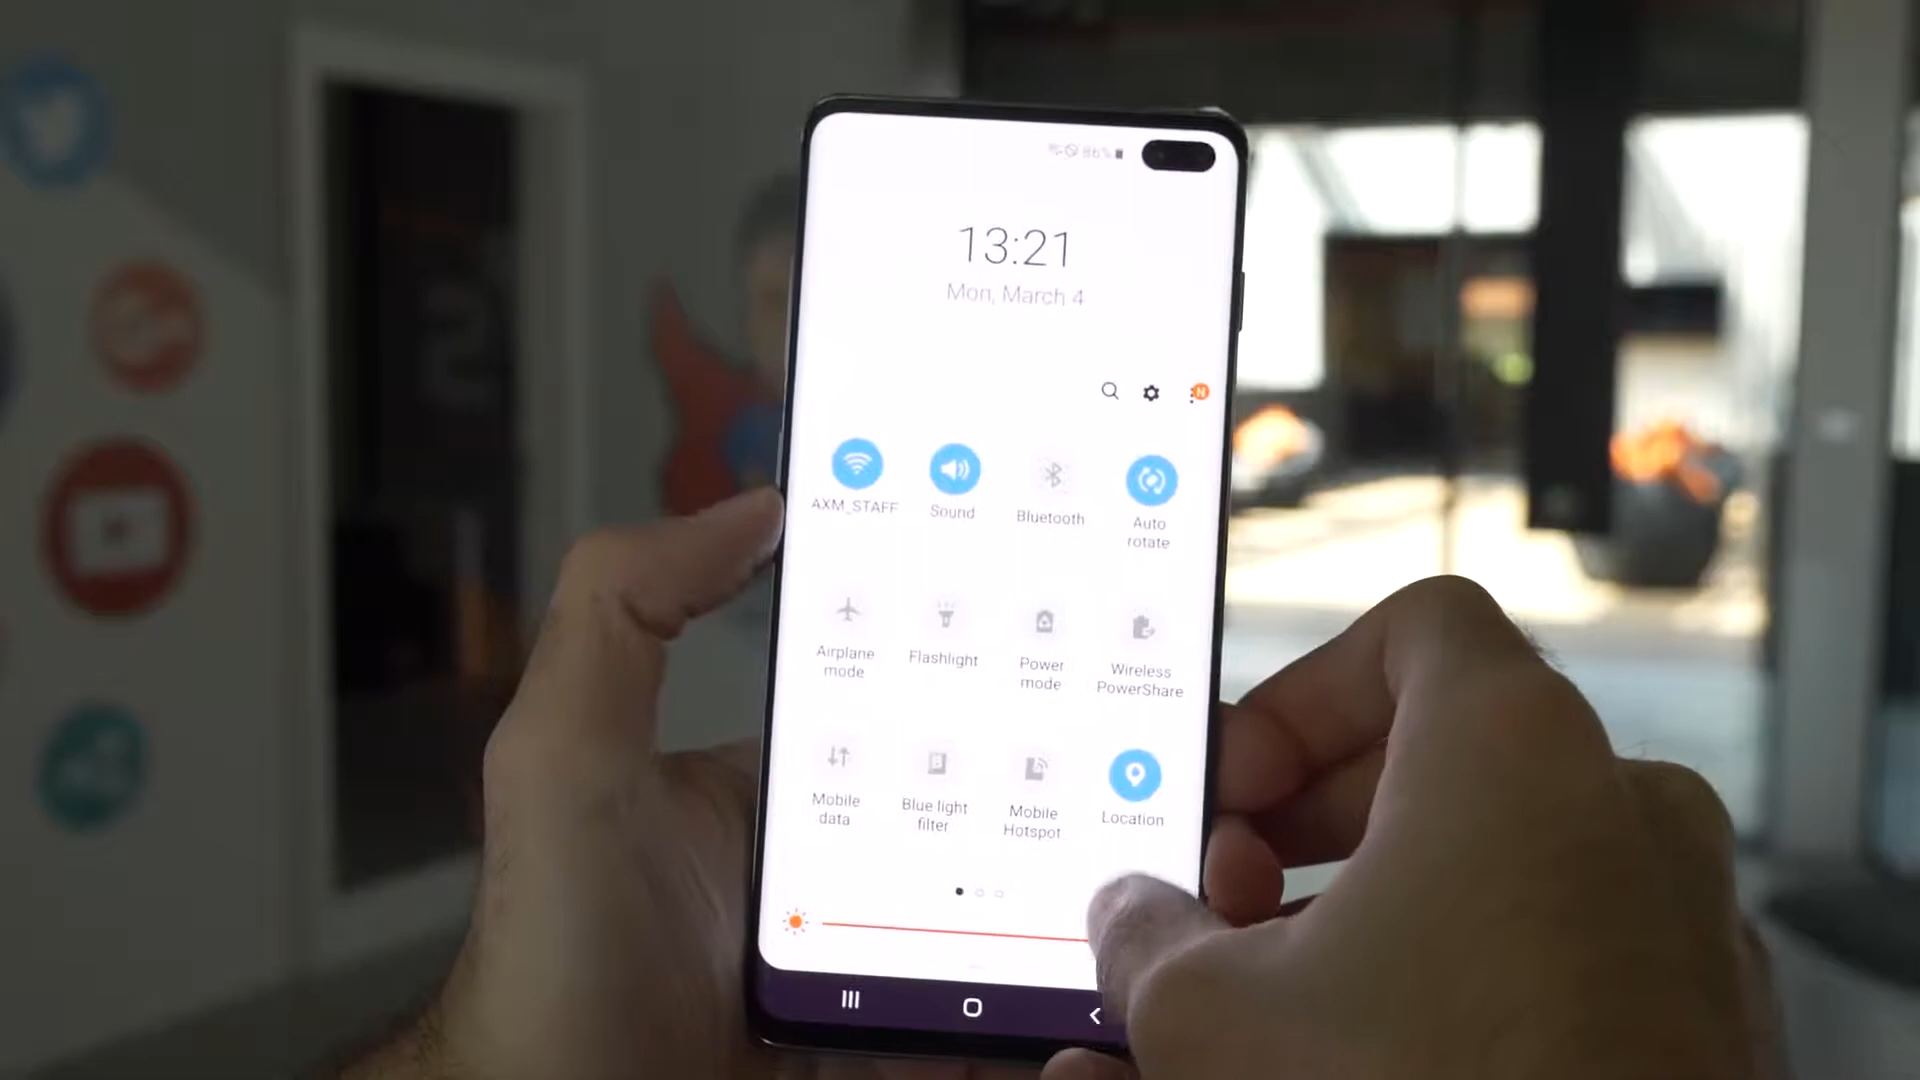 86%
13:21
Mon, March 4
N
AXM_STAFF
Sound
Bluetooth
Auto
rotate
Airplane
mode
Flashlight
Power
mode
Wireless
PowerShare
Mobile
data
Blue light
filter
Mobile
Hotspot
Location